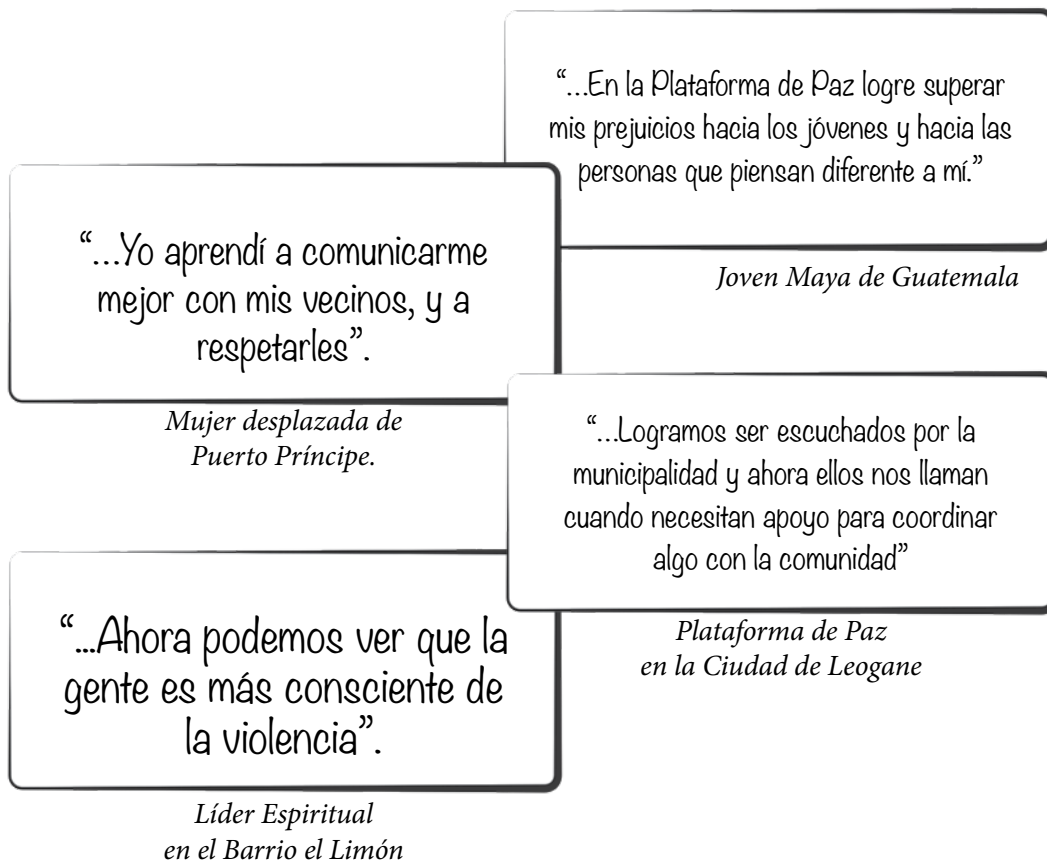 “...En la Plataforma de Paz logre superar
mis prejuicios hacia los jóvenes y hacia las
personas que piensan diferente a mí.”
Joven Maya de Guatemala
“...Yo aprendí a comunicarme
mejor con mis vecinos, y a
respetarles”.
Mujer desplazada de
Puerto Príncipe.
“...Logramos ser escuchados por la
municipalidad y ahora ellos nos llaman
cuando necesitan apoyo para coordinar
algo con la comunidad”
Plataforma de Paz
en la Ciudad de Leogane
“...Ahora podemos ver que la
gente es más consciente de
la violencia”.
Líder Espiritual
en el Barrio el Limón